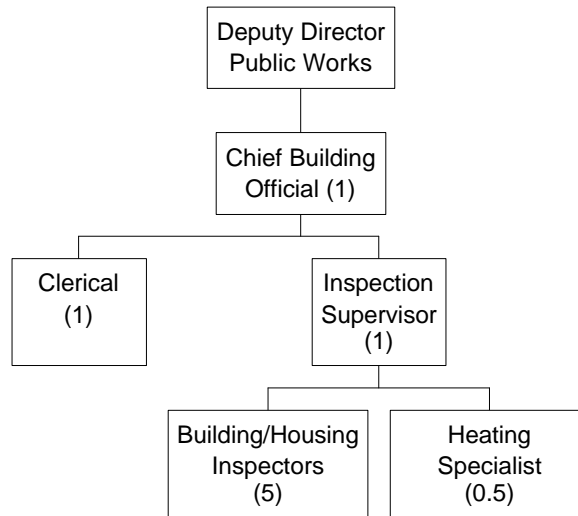 Deputy Director
Public Works
Chief Building
Official (1)
Clerical
(1)
Inspection
Supervisor
(1)
Building/Housing
Inspectors
(5)
Heating
Specialist
(0.5)